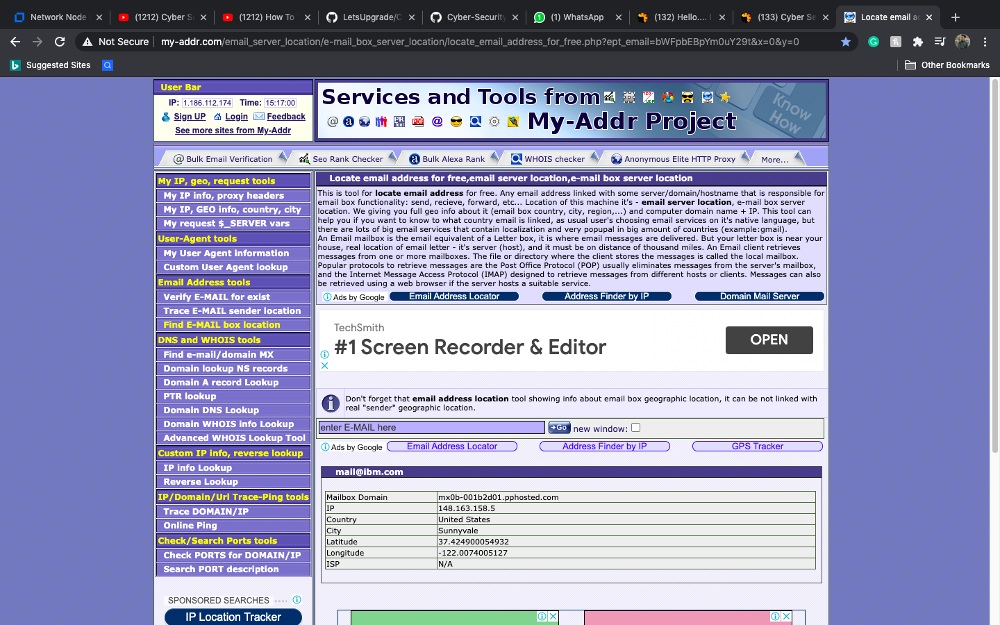 Network Node
(1212) Cyber S
(1212) How To
LetsUpgrade/C
Cyber-Security
(1) WhatsApp
(132) Hello....
(133) Cyber Se
Locate email ad
Not Secure
my-addr.com/email_server_location/e-mail_box_server_location/locate_email_address_for_free.php?ept_email=bWFpbEBpYm0uY29t&x=0&y=0
Suggested Sites
Other Bookmarks
User Bar
IP: 1.186.112.174 Time: 15:17:00
Sign UP Login Feedback
See more sites from My-Addr
Services and Tools from
My-Addr Project
Know How
Bulk Email Verification
Seo Rank Checker
Bulk Alexa Rank
WHOIS checker
Anonymous Elite HTTP Proxy
More...
My IP, geo, request tools
My IP info, proxy headers
My IP, GEO info, country, city
My request $_SERVER vars
User-Agent tools
My User Agent information
Custom User Agent lookup
Email Address tools
Verify E-MAIL for exist
Trace E-MAIL sender location
Find E-MAIL box location
DNS and WHOIS tools
Find e-mail/domain MX
Domain lookup NS records
Domain A record Lookup
PTR lookup
Domain DNS Lookup
Domain WHOIS info Lookup
Advanced WHOIS Lookup Tool
Custom IP info, reverse lookup
IP info Lookup
Reverse Lookup
IP/Domain/Url Trace-Ping tools
Trace DOMAIN/IP
Online Ping
Check/Search Ports tools
Check PORTS for DOMAIN/IP
Search PORT description
SPONSORED SEARCHES
IP Location Tracker
Locate email address for free,email server location,e-mail box server location
This is tool for locate email address for free. Any email address linked with some server/domain/hostname that is responsible for
email box functionality: send, recieve, forward, etc... Location of this machine it's - email server location, e-mail box server
location. We giving you full geo info about it (email box country, city, region,...) and computer domain name + IP. This tool can
help you if you want to know to what country email is linked, as usual user's choosing email services on it's native language, but
there are lots of big email services that contain localization and very popupal in big amount of countries (example:gmail).
An Email mailbox is the email equivalent of a Letter box, it is where email messages are delivered. But your letter box is near your
house, real location of email letter - it's server (host), and it must be on distance of thousand miles. An Email client retrieves
messages from one or more mailboxes. The file or directory where the client stores the messages is called the local mailbox.
Popular protocols to retrieve messages are the Post Office Protocol (POP) usually eliminates messages from the server's mailbox,
and the Internet Message Access Protocol (IMAP) designed to retrieve messages from different hosts or clients. Messages can also
be retrieved using a web browser if the server hosts a suitable service.
Ads by Google Email Address Locator Address Finder by IP Domain Mail Server
TechSmith
#1 Screen Recorder & Editor
OPEN
Don't forget that email address location tool showing info about email box geographic location, it can be not linked with
real "sender" geographic location.
enter E-MAIL here Go new window:
Ads by Google Email Address Locator Address Finder by IP GPS Tracker
mail@ibm.com
Mailbox Domain mx0b-001b2d01.pphosted.com
IP 148.163.158.5
Country United States
City Sunnyvale
Latitude 37.424900054932
Longitude -122.0074005127
ISP N/A